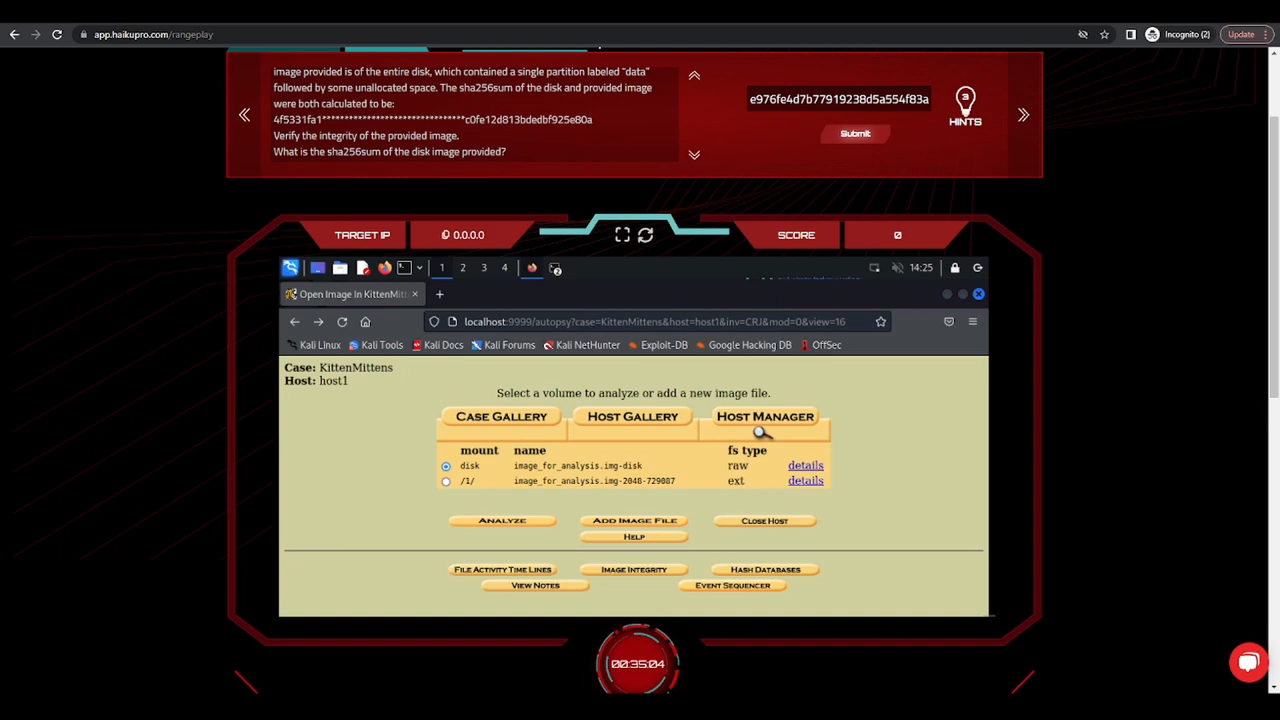 app.haikupro.com/rangeplay
Incognito (2)
Update
image provided is of the entire disk, which contained a single partition labeled "data"
followed by some unallocated space. The sha256sum of the disk and provided image
were both calculated to be:
4f5331fa1********************************c0fe12d813bdedbf925e80a
Verify the integrity of the provided image.
What is the sha256sum of the disk image provided?
e976fe4d7b77919238d5a554f83a
Submit
3
HINTS
TARGET IP
0.0.0.0
SCORE
0
1 2 3 4
14:25
Open Image In KittenMitt
localhost:9999/autopsy?case=KittenMittens&host=host1&inv=CRJ&mod=0&view=16
Kali Linux Kali Tools Kali Docs Kali Forums Kali NetHunter Exploit-DB Google Hacking DB OffSec
Case: KittenMittens
Host: host1
Select a volume to analyze or add a new image file.
CASE GALLERY HOST GALLERY HOST MANAGER
mount name fs type
disk image_for_analysis.img-disk raw details
/1/ image_for_analysis.img-2048-729087 ext details
ANALYZE ADD IMAGE FILE CLOSE HOST
HELP
FILE ACTIVITY TIME LINES IMAGE INTEGRITY HASH DATABASES
VIEW NOTES EVENT SEQUENCER
00:35:04